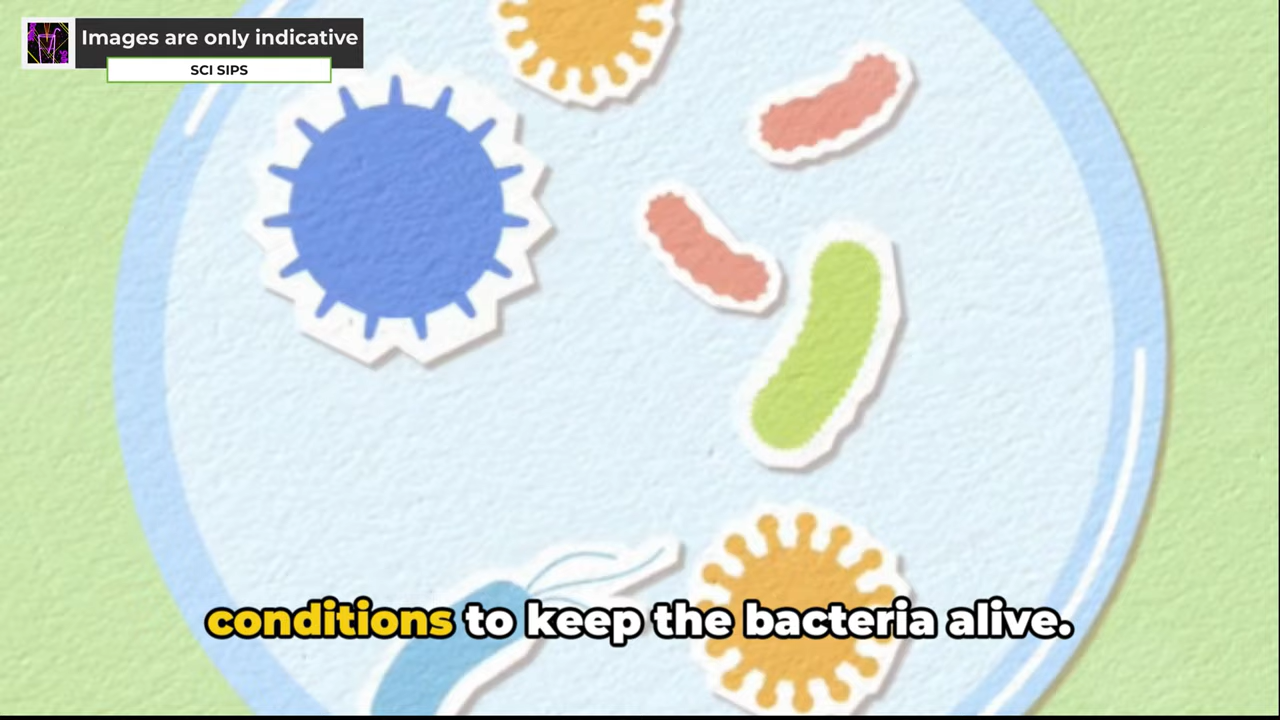 Images are only indicative
SCI SIPS
conditions to keep the bacteria alive.